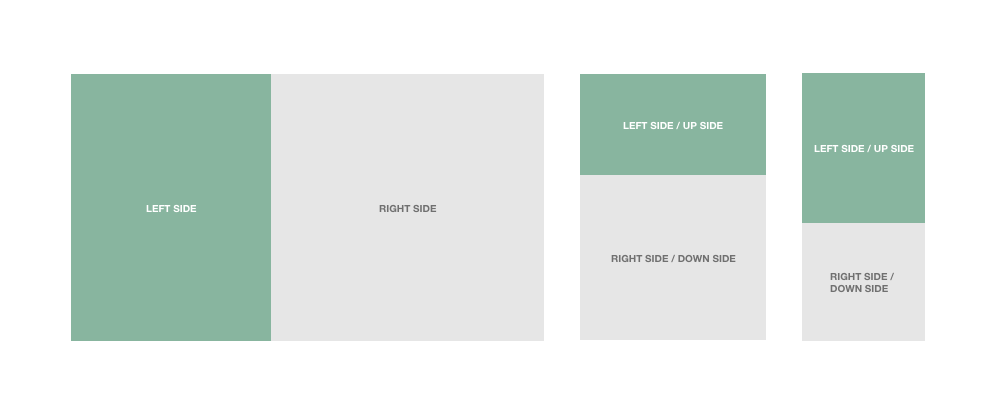 LEFT SIDE
RIGHT SIDE
LEFT SIDE / UP SIDE
RIGHT SIDE / DOWN SIDE
LEFT SIDE / UP SIDE
RIGHT SIDE /
DOWN SIDE